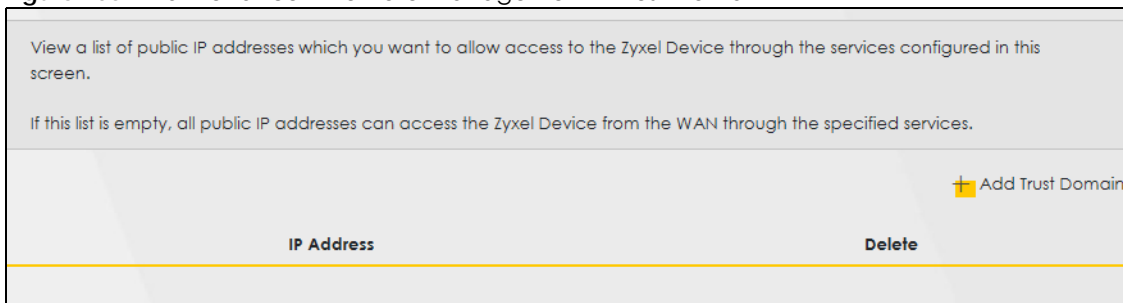 View a list of public IP addresses which you want to allow access to the Zyxel Device through the services configured in this
screen.
If this list is empty, all public IP addresses can access the Zyxel Device from the WAN through the specified services.
+ Add Trust Domain
IP Address Delete